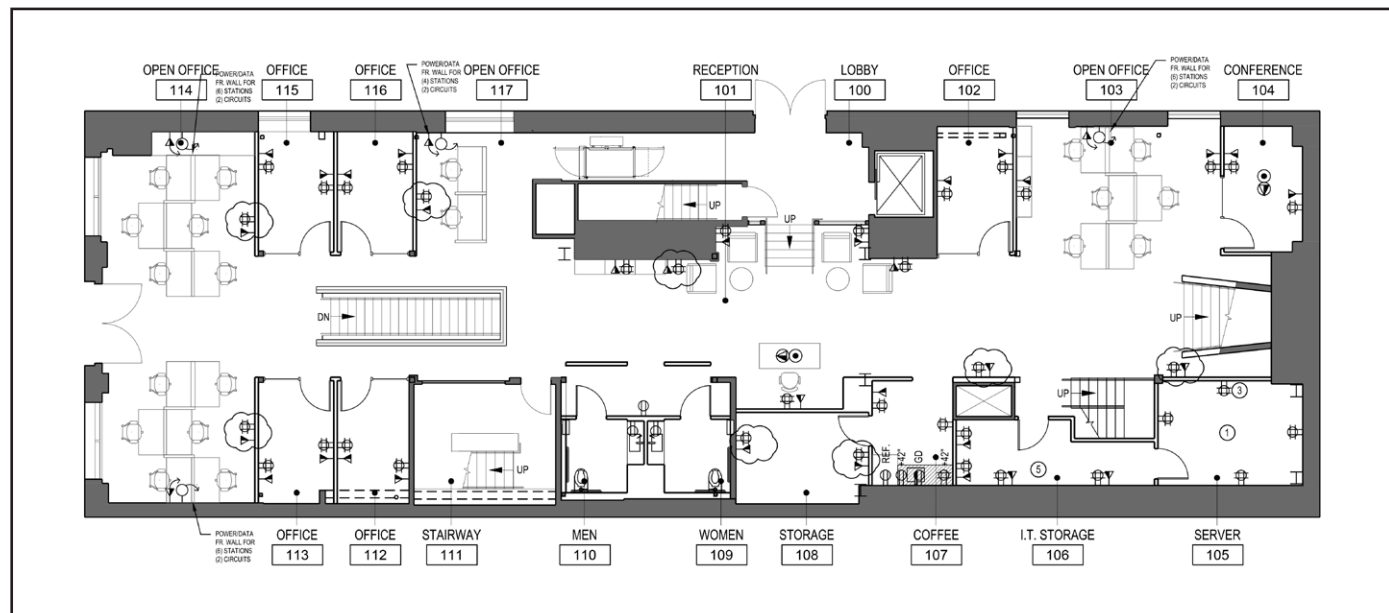 OPEN OFFICE
114
POWER/DATA
FR. WALL FOR
(6) STATIONS
(2) CIRCUITS
OFFICE
115
OFFICE
116
POWER/DATA
FR. WALL FOR
(4) STATIONS
(2) CIRCUITS
OPEN OFFICE
117
RECEPTION
101
LOBBY
100
OFFICE
102
OPEN OFFICE
103
POWER/DATA
FR. WALL FOR
(6) STATIONS
(2) CIRCUITS
CONFERENCE
104
UP
UP
DN
UP
UP
3
1
UP
REF.
+42"
GD
+42"
5
POWER/DATA
FR. WALL FOR
(6) STATIONS
(2) CIRCUITS
OFFICE
113
OFFICE
112
STAIRWAY
111
MEN
110
WOMEN
109
STORAGE
108
COFFEE
107
I.T. STORAGE
106
SERVER
105